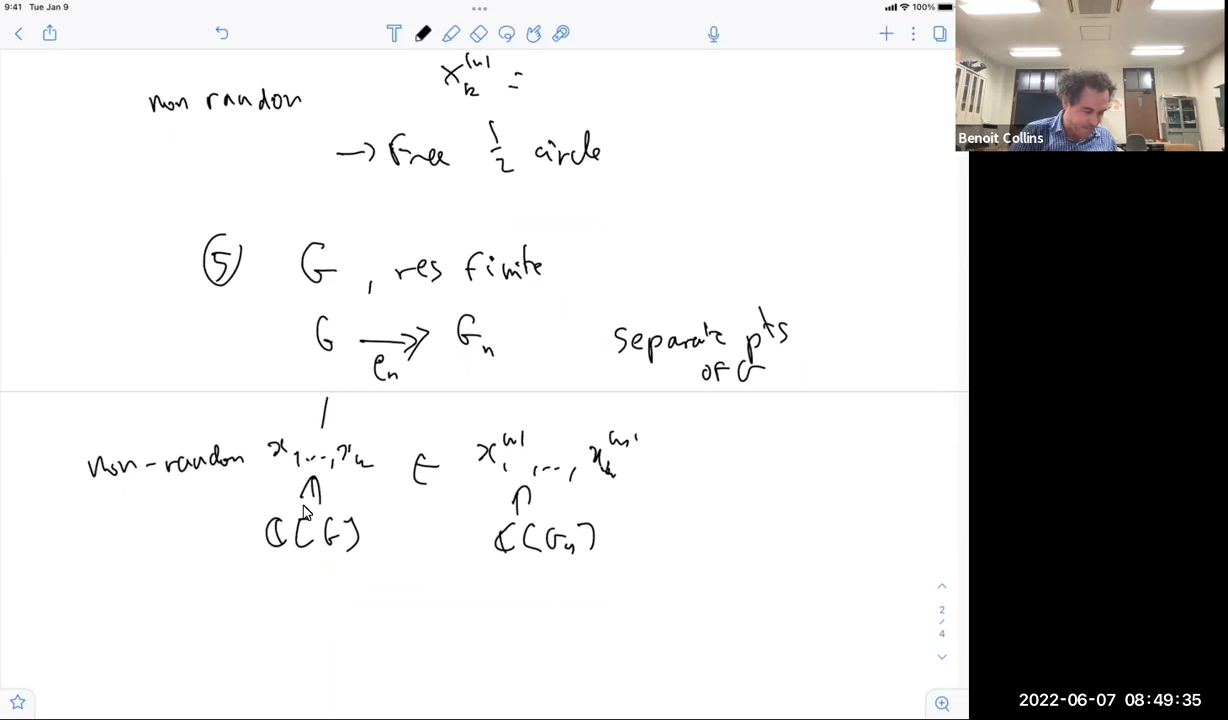 9:41 Tue Jan 9
100%
X_k^(n) =
non random
→ Free 1/2 circle
Benoit Collins
⑤ G, res finite
G ↠ G_n
e_n
separate pts
of G
non-random x_1, ..., x_k ← x_1^(n), ..., x_k^(n)
ℂ[G] ℂ[G_n]
2
/
4
2022-06-07 08:49:35